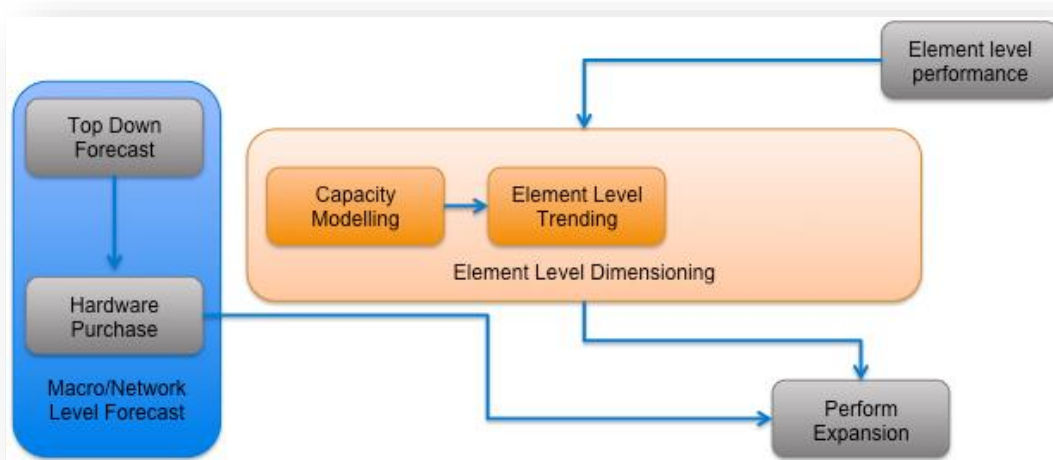 Element level
performance
Top Down
Forecast
Capacity
Modelling
Element Level
Trending
Element Level Dimensioning
Hardware
Purchase
Macro/Network
Level Forecast
Perform
Expansion